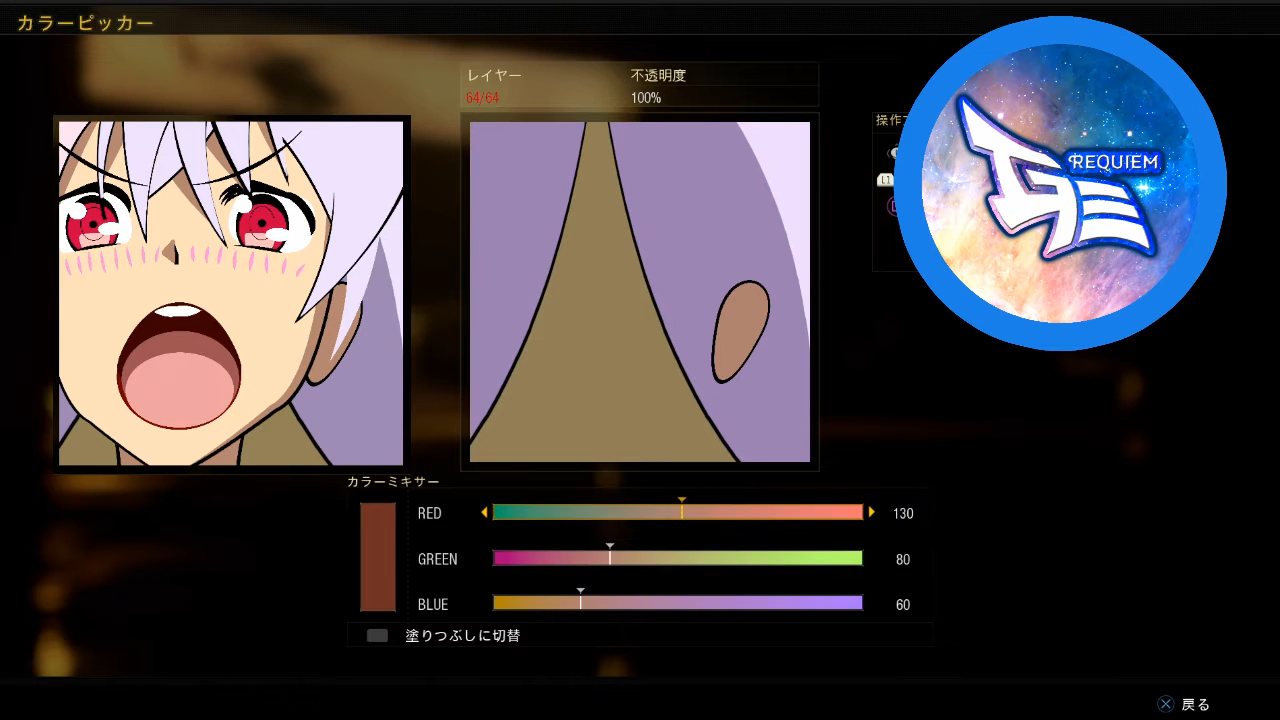 カラーピッカー
レイヤー 不透明度
64/64 100%
操作
L1
REQUIEM
カラーミキサー
RED 130
GREEN 80
BLUE 60
塗りつぶしに切替
戻る